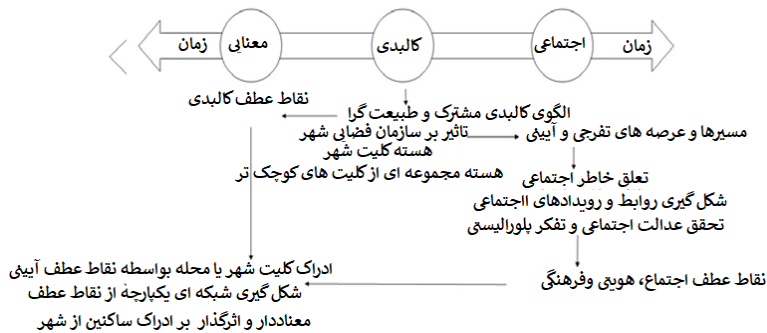 زمان
اجتماعی
کالبدی
معنایی
زمان
نقاط عطف کالبدی
الگوی کالبدی مشترک و طبیعت گرا
تاثیر بر سازمان فضایی شهر
هسته کلیت شهر
هسته مجموعه ای از کلیت های کوچک تر
مسیرها و عرصه های تفرجی و آیینی
تعلق خاطر اجتماعی
شکل گیری روابط و رویدادهای ااجتماعی
تحقق عدالت اجتماعی و تفکر پلورالیستی
نقاط عطف اجتماع، هویتی وفرهنگی
ادراک کلیت شهر یا محله بواسطه نقاط عطف آیینی
شکل گیری شبکه ای یکپارچه از نقاط عطف
معناددار و اثرگذار بر ادراک ساکنین از شهر